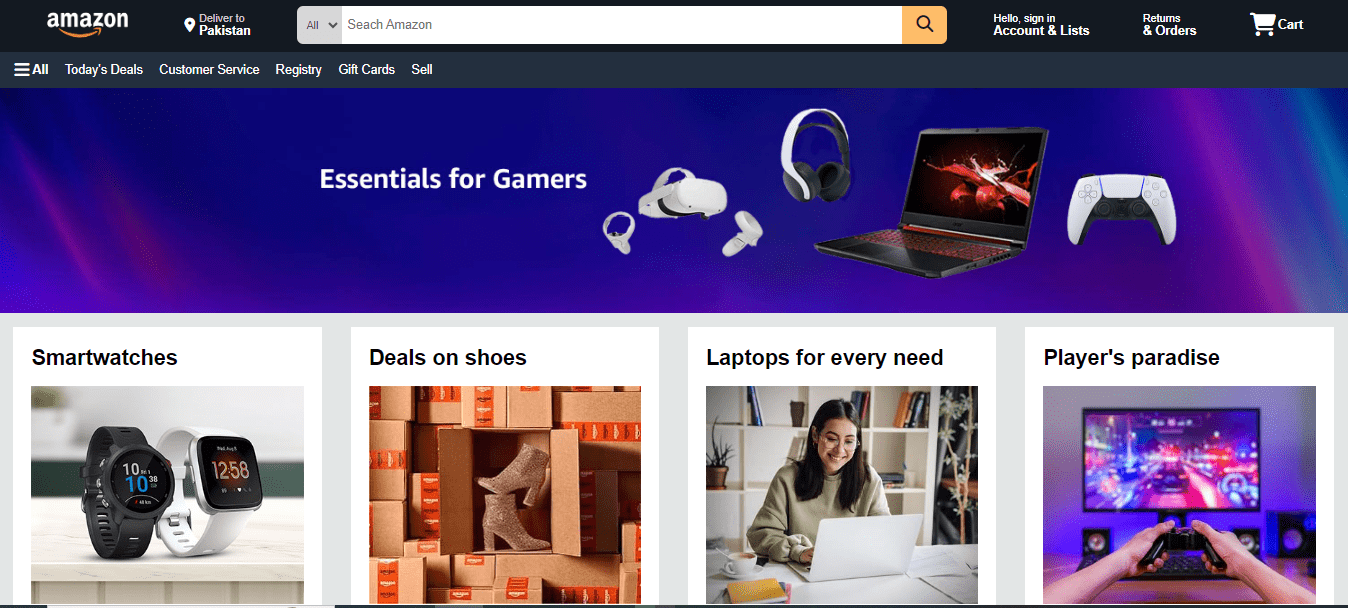 amazon
Deliver to
Pakistan
All
Seach Amazon
Hello, sign in
Account & Lists
Returns
& Orders
Cart
All
Today's Deals
Customer Service
Registry
Gift Cards
Sell
Essentials for Gamers
Smartwatches
Deals on shoes
Laptops for every need
Player's paradise
10
10
38
12:58